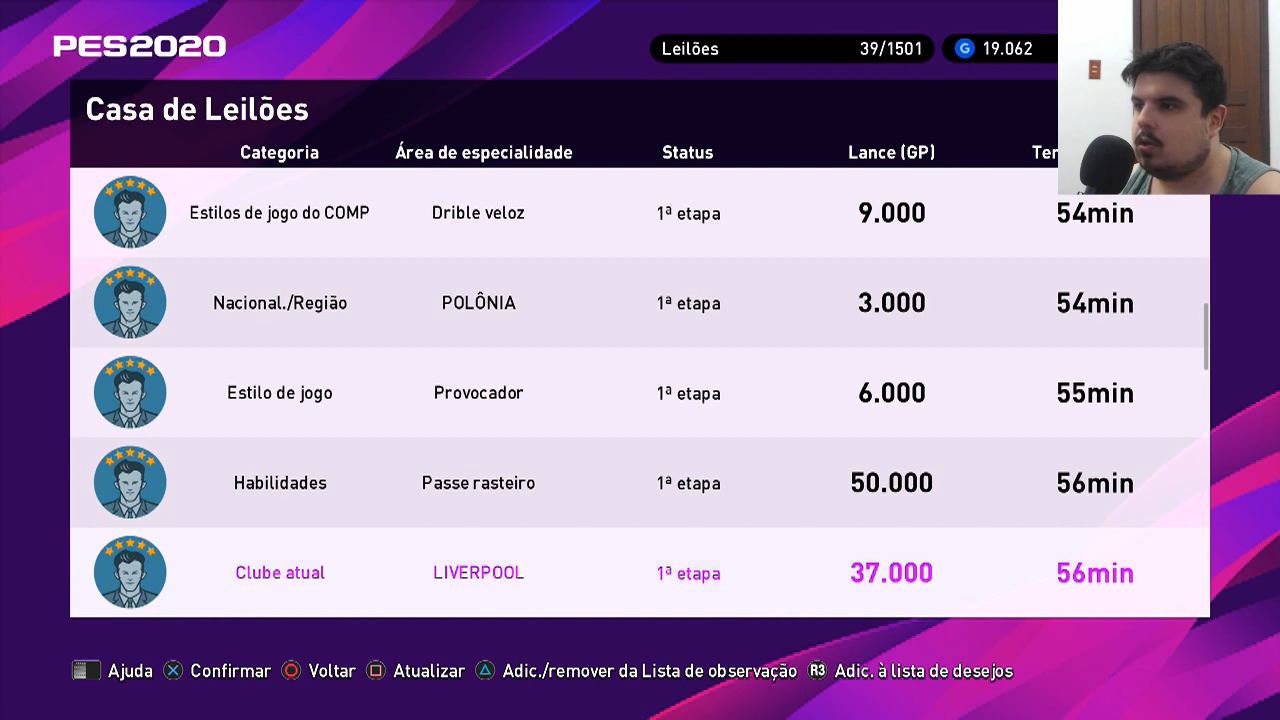 PES2020
Leilões 39/1501
G 19.062
Casa de Leilões
Categoria Área de especialidade Status Lance (GP)
Estilos de jogo do COMP Drible veloz 1ª etapa 9.000 54min
Nacional./Região POLÔNIA 1ª etapa 3.000 54min
Estilo de jogo Provocador 1ª etapa 6.000 55min
Habilidades Passe rasteiro 1ª etapa 50.000 56min
Clube atual LIVERPOOL 1ª etapa 37.000 56min
Ajuda Confirmar Voltar Atualizar Adic./remover da Lista de observação R3 Adic. à lista de desejos